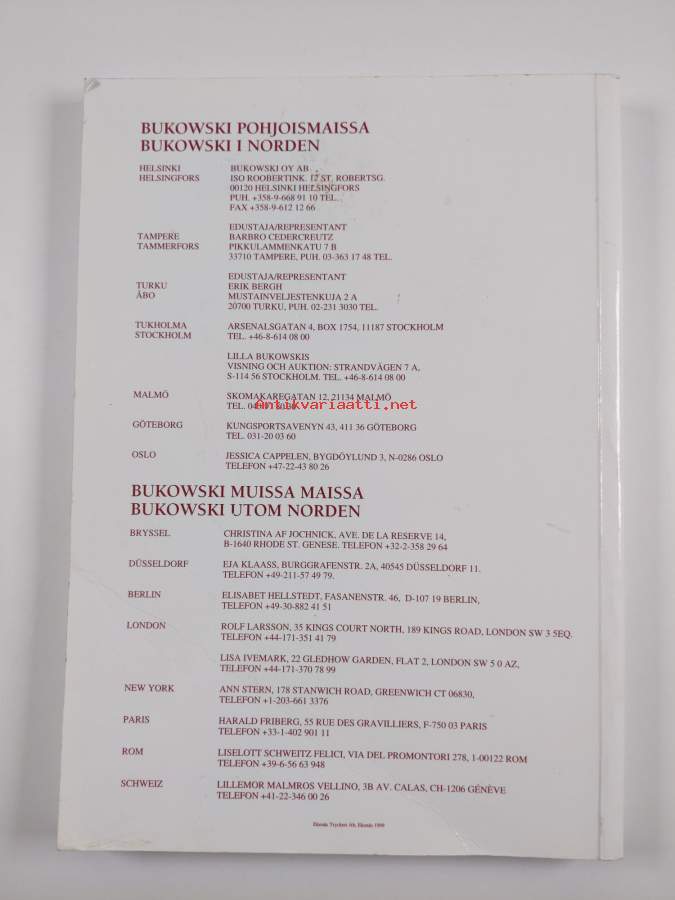 BUKOWSKI POHJOISMAISSA
BUKOWSKI I NORDEN
HELSINKI BUKOWSKI OY AB
HELSINGFORS ISO ROOBERTINK. 12 ST. ROBERTSG.
00120 HELSINKI HELSINGFORS
PUH. +358-9-668 91 10 TEL.
FAX +358-9-612 12 66
EDUSTAJA/REPRESENTANT
TAMPERE BARBRO CEDERCREUTZ
TAMMERFORS PIKKULAMMENKATU 7 B
33710 TAMPERE, PUH. 03-363 17 48 TEL.
EDUSTAJA/REPRESENTANT
TURKU ERIK BERGH
ÅBO MUSTAINVELJESTENKUJA 2 A
20700 TURKU, PUH. 02-231 3030 TEL.
TUKHOLMA ARSENALSGATAN 4, BOX 1754, 11187 STOCKHOLM
STOCKHOLM TEL. +46-8-614 08 00
LILLA BUKOWSKIS
VISNING OCH AUKTION: STRANDVÄGEN 7 A,
S-114 56 STOCKHOLM. TEL. +46-8-614 08 00
MALMÖ SKOMAKAREGATAN 12, 21134 MALMÖ
TEL.
Antikvariaatti.net
GÖTEBORG KUNGSPORTSAVENYN 43, 411 36 GÖTEBORG
TEL. 031-20 03 60
OSLO JESSICA CAPPELEN, BYGDÖYLUND 3, N-0286 OSLO
TELEFON +47-22-43 80 26
BUKOWSKI MUISSA MAISSA
BUKOWSKI UTOM NORDEN
BRYSSEL CHRISTINA AF JOCHNICK, AVE. DE LA RESERVE 14,
B-1640 RHODE ST. GENESE. TELEFON +32-2-358 29 64
DÜSSELDORF EJA KLAASS, BURGGRAFENSTR. 2A, 40545 DÜSSELDORF 11.
TELEFON +49-211-57 49 79.
BERLIN ELISABET HELLSTEDT, FASANENSTR. 46, D-107 19 BERLIN,
TELEFON +49-30-882 41 51
LONDON ROLF LARSSON, 35 KINGS COURT NORTH, 189 KINGS ROAD, LONDON SW 3 5EQ.
TELEFON +44-171-351 41 79
LISA IVEMARK, 22 GLEDHOW GARDEN, FLAT 2, LONDON SW 5 0 AZ,
TELEFON +44-171-370 78 99
NEW YORK ANN STERN, 178 STANWICH ROAD, GREENWICH CT 06830,
TELEFON +1-203-661 3376
PARIS HARALD FRIBERG, 55 RUE DES GRAVILLIERS, F-750 03 PARIS
TELEFON +33-1-402 901 11
ROM LISELOTT SCHWEITZ FELICI, VIA DEL PROMONTORI 278, 1-00122 ROM
TELEFON +39-6-56 63 948
SCHWEIZ LILLEMOR MALMROS VELLINO, 3B AV. CALAS, CH-1206 GÉNÈVE
TELEFON +41-22-346 00 26
Ekenäs Tryckeri Ab, Ekenäs 1999